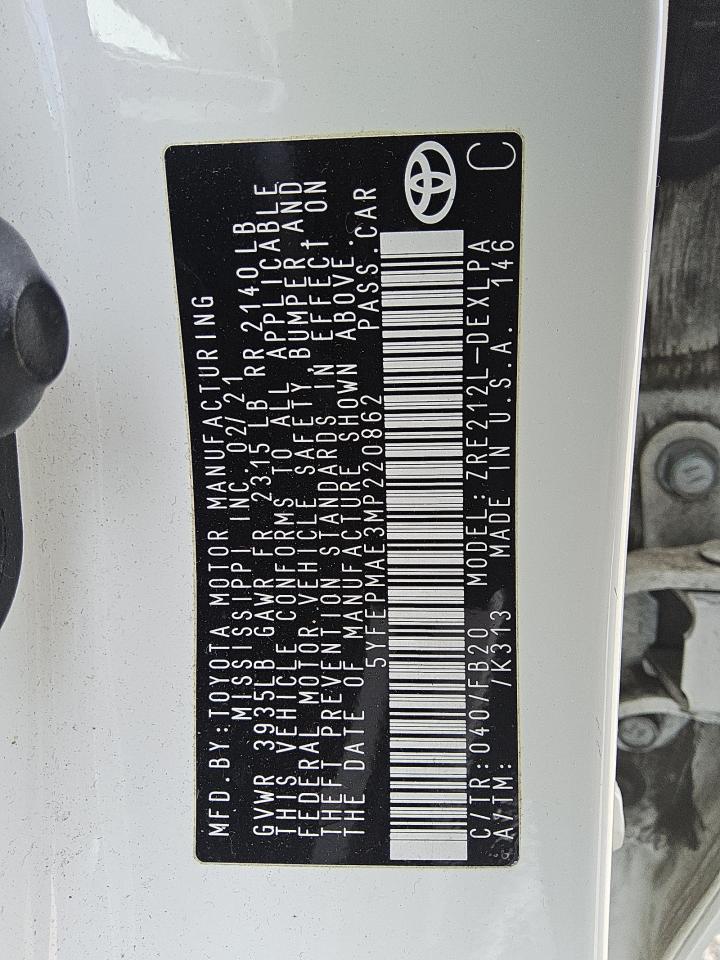 MFD.BY:TOYOTA MOTOR MANUFACTURING
MISSISSIPPI INC. 02/21
GVWR 3935LB GAWR FR 2315 LB RR 2140LB
THIS VEHICLE CONFORMS TO ALL APPLICABLE
FEDERAL MOTOR VEHICLE SAFETY, BUMPER AND
THEFT PREVENTION STANDARDS IN EFFECT ON
THE DATE OF MANUFACTURE SHOWN ABOVE.
5YFEPMAE3MP220862 PASS.CAR
C/TR:040/FB20 MODEL:ZRE212L-DEXLPA
A/TM: /K313 MADE IN U.S.A. 146
C